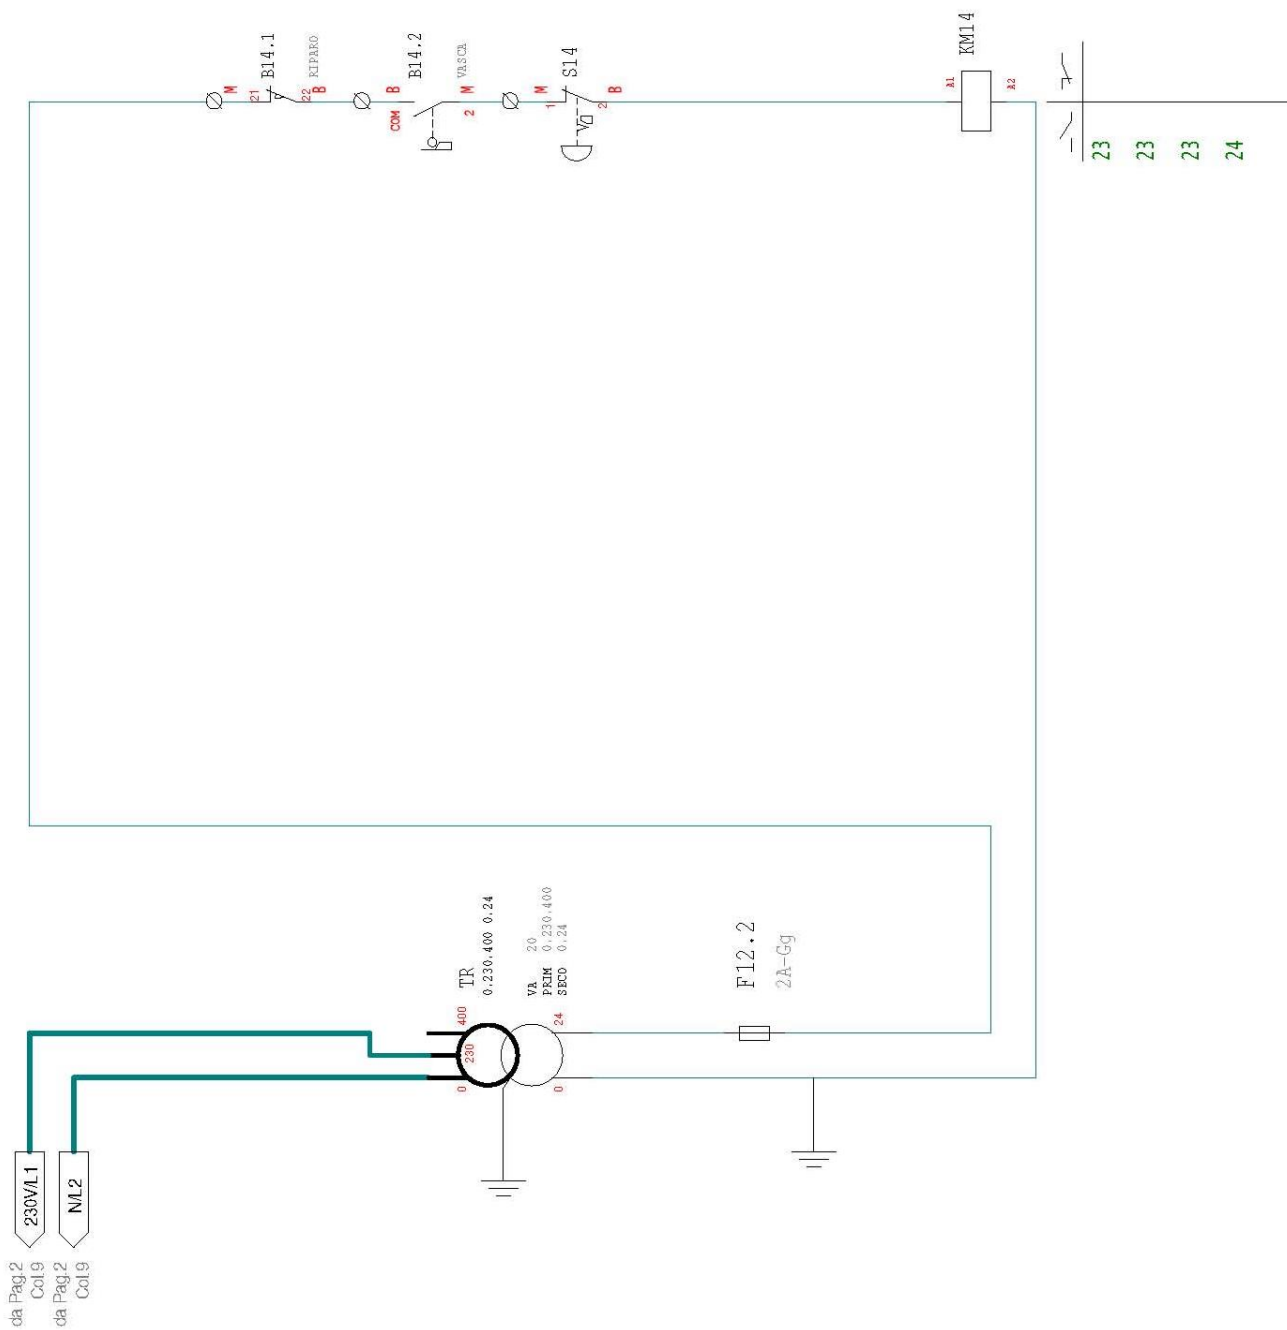 da Pag.2
Col.9
230V/L1
da Pag.2
Col.9
N/L2
0
230
400
TR
0.230.400 0.24
VA 20
PRIM 0.230.400
SECO 0.24
0
24
F12.2
2A-Gg
M
21
B14.1
22
B
RIPARO
B
COM
B14.2
M
2
VASCA
M
1
S14
2
B
A1
KM14
A2
23
23
23
24